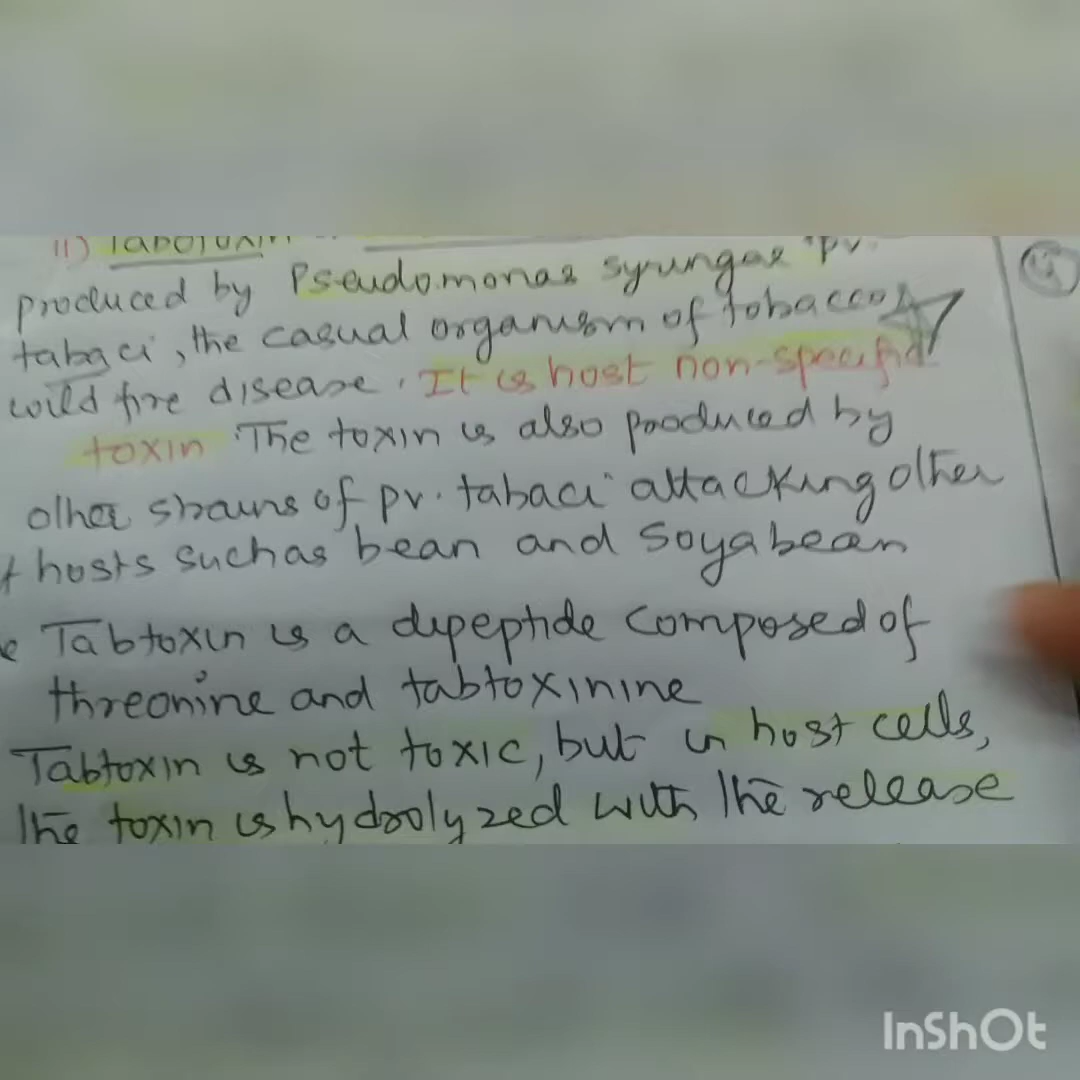 11) Tabotoxin
produced by Pseudomonas syrungae pv.
tabaci, the casual organism of tobacco
wild fire disease. It is host non-specific
toxin. The toxin is also produced by
other strains of pv. tabaci attacking other
hosts such as bean and soyabean
Tabtoxin is a dipeptide composed of
threonine and tabtoxinine
Tabtoxin is not toxic, but in host cells,
the toxin is hydrolyzed with the release
InShOt